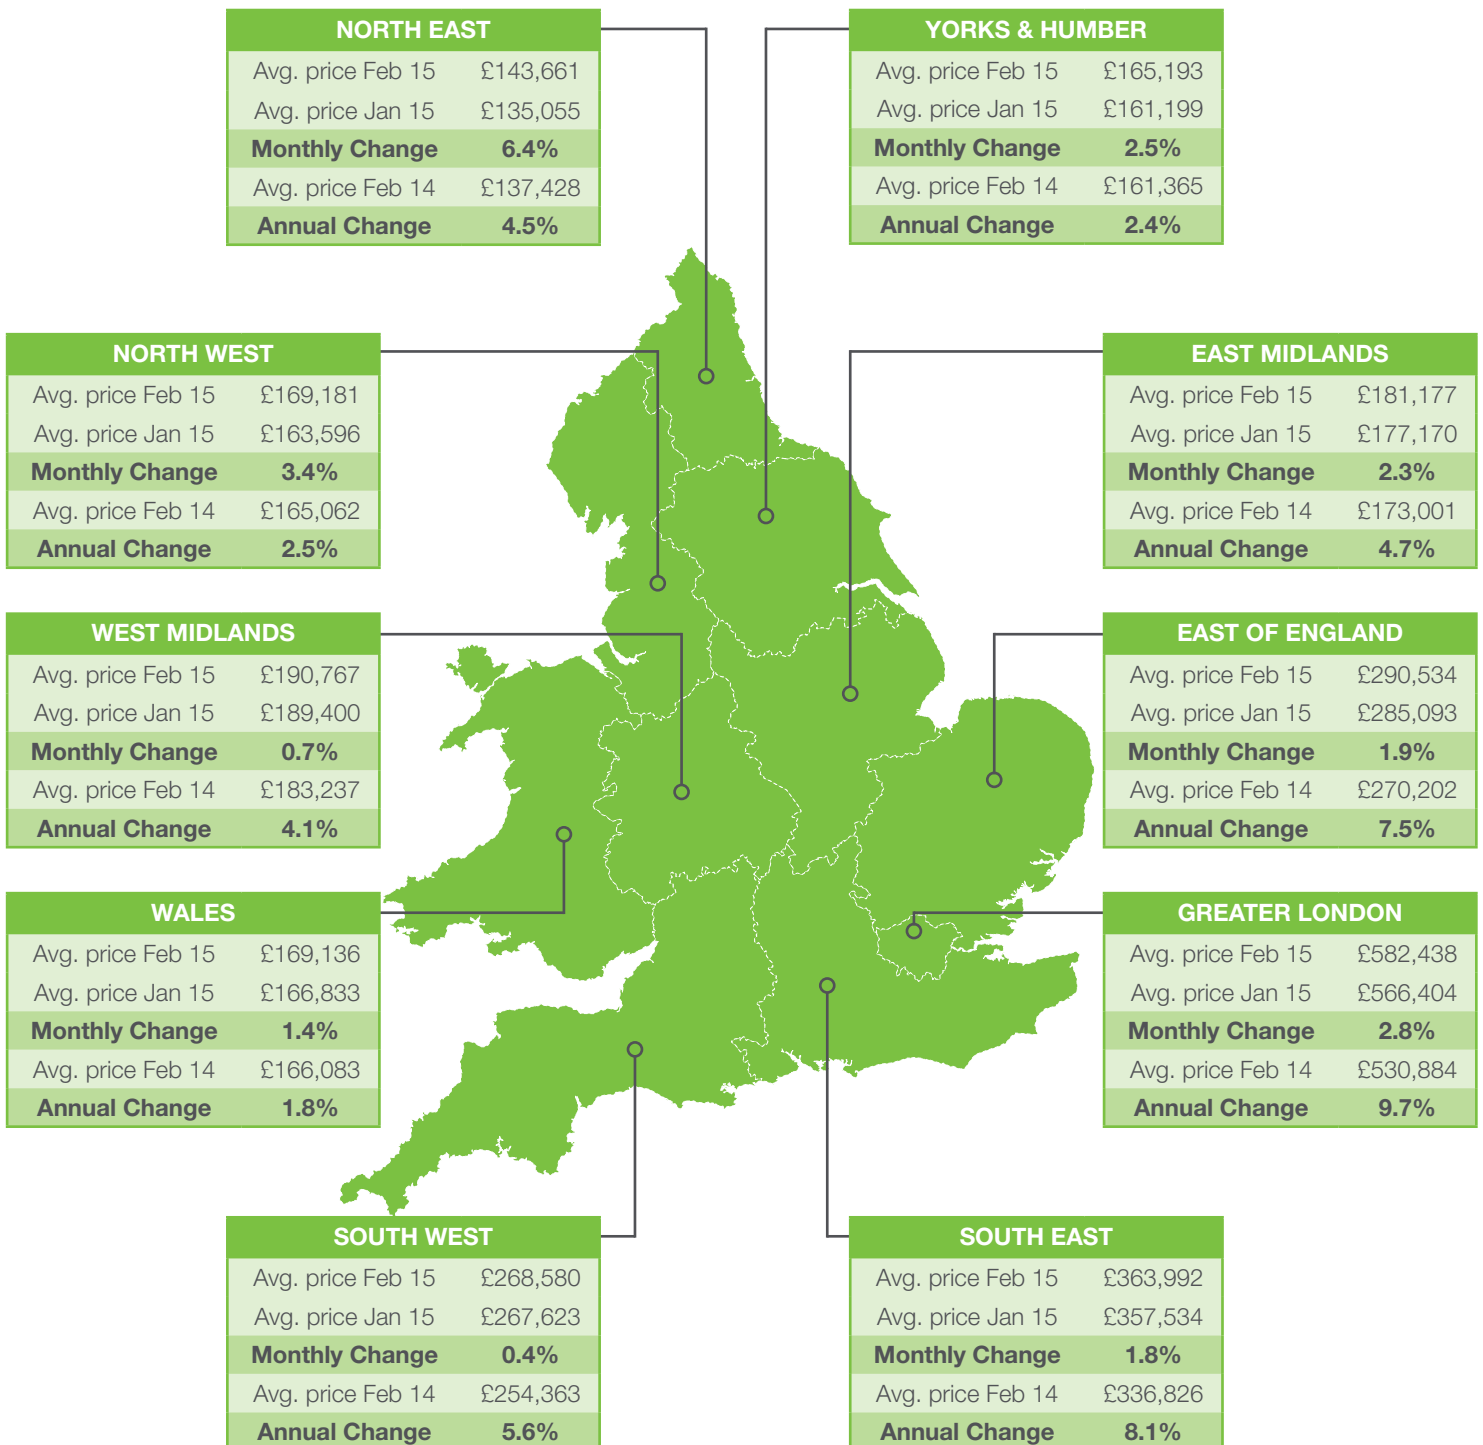 NORTH EAST
Avg. price Feb 15 £143,661
Avg. price Jan 15 £135,055
Monthly Change 6.4%
Avg. price Feb 14 £137,428
Annual Change 4.5%
YORKS & HUMBER
Avg. price Feb 15 £165,193
Avg. price Jan 15 £161,199
Monthly Change 2.5%
Avg. price Feb 14 £161,365
Annual Change 2.4%
NORTH WEST
Avg. price Feb 15 £169,181
Avg. price Jan 15 £163,596
Monthly Change 3.4%
Avg. price Feb 14 £165,062
Annual Change 2.5%
EAST MIDLANDS
Avg. price Feb 15 £181,177
Avg. price Jan 15 £177,170
Monthly Change 2.3%
Avg. price Feb 14 £173,001
Annual Change 4.7%
WEST MIDLANDS
Avg. price Feb 15 £190,767
Avg. price Jan 15 £189,400
Monthly Change 0.7%
Avg. price Feb 14 £183,237
Annual Change 4.1%
EAST OF ENGLAND
Avg. price Feb 15 £290,534
Avg. price Jan 15 £285,093
Monthly Change 1.9%
Avg. price Feb 14 £270,202
Annual Change 7.5%
WALES
Avg. price Feb 15 £169,136
Avg. price Jan 15 £166,833
Monthly Change 1.4%
Avg. price Feb 14 £166,083
Annual Change 1.8%
GREATER LONDON
Avg. price Feb 15 £582,438
Avg. price Jan 15 £566,404
Monthly Change 2.8%
Avg. price Feb 14 £530,884
Annual Change 9.7%
SOUTH WEST
Avg. price Feb 15 £268,580
Avg. price Jan 15 £267,623
Monthly Change 0.4%
Avg. price Feb 14 £254,363
Annual Change 5.6%
SOUTH EAST
Avg. price Feb 15 £363,992
Avg. price Jan 15 £357,534
Monthly Change 1.8%
Avg. price Feb 14 £336,826
Annual Change 8.1%